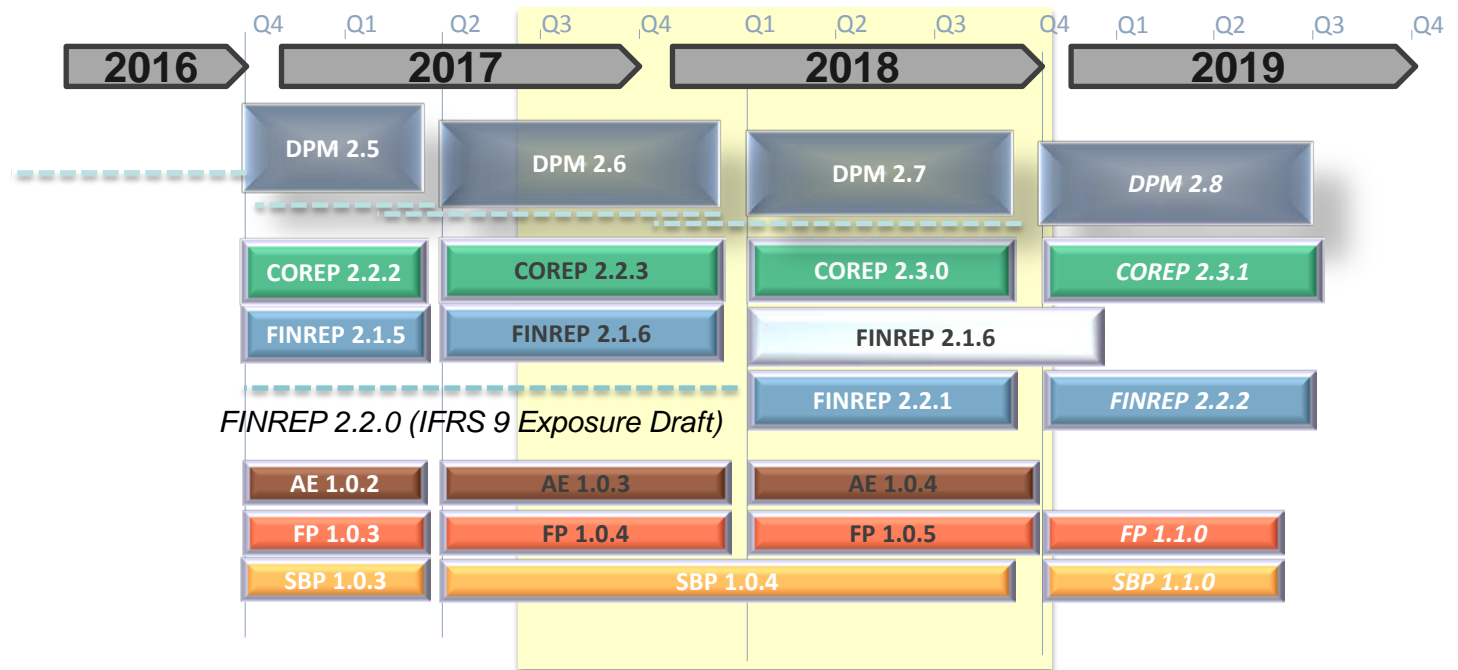 Q4 Q1 Q2 Q3 Q4 Q1 Q2 Q3 Q4 Q1 Q2 Q3 Q4
2016 2017 2018 2019
DPM 2.5 DPM 2.6 DPM 2.7 DPM 2.8
COREP 2.2.2 COREP 2.2.3 COREP 2.3.0 COREP 2.3.1
FINREP 2.1.5 FINREP 2.1.6 FINREP 2.1.6
FINREP 2.2.1 FINREP 2.2.2
FINREP 2.2.0 (IFRS 9 Exposure Draft)
AE 1.0.2 AE 1.0.3 AE 1.0.4
FP 1.0.3 FP 1.0.4 FP 1.0.5 FP 1.1.0
SBP 1.0.3 SBP 1.0.4 SBP 1.1.0